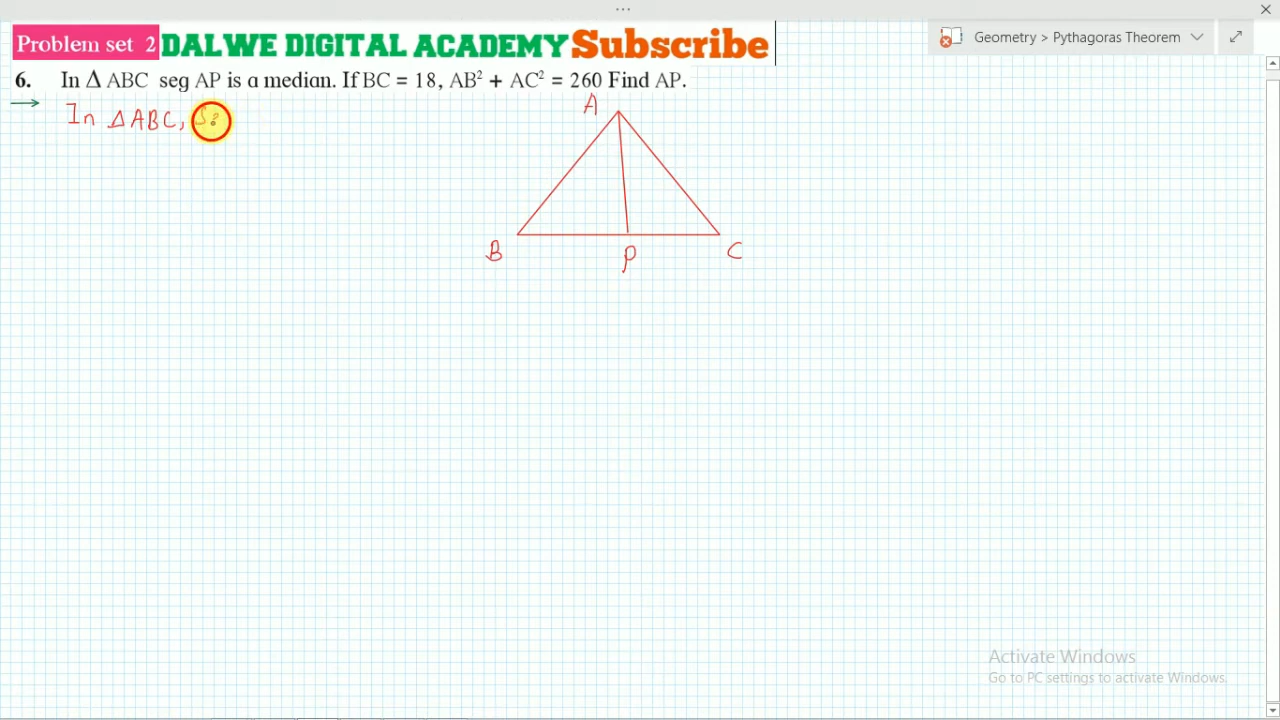 Problem set 2 DALWE DIGITAL ACADEMY Subscribe
Geometry > Pythagoras Theorem
6. In Δ ABC seg AP is a median. If BC = 18, AB² + AC² = 260 Find AP.
In ΔABC,
A
B
P
C
Activate Windows
Go to PC settings to activate Windows.